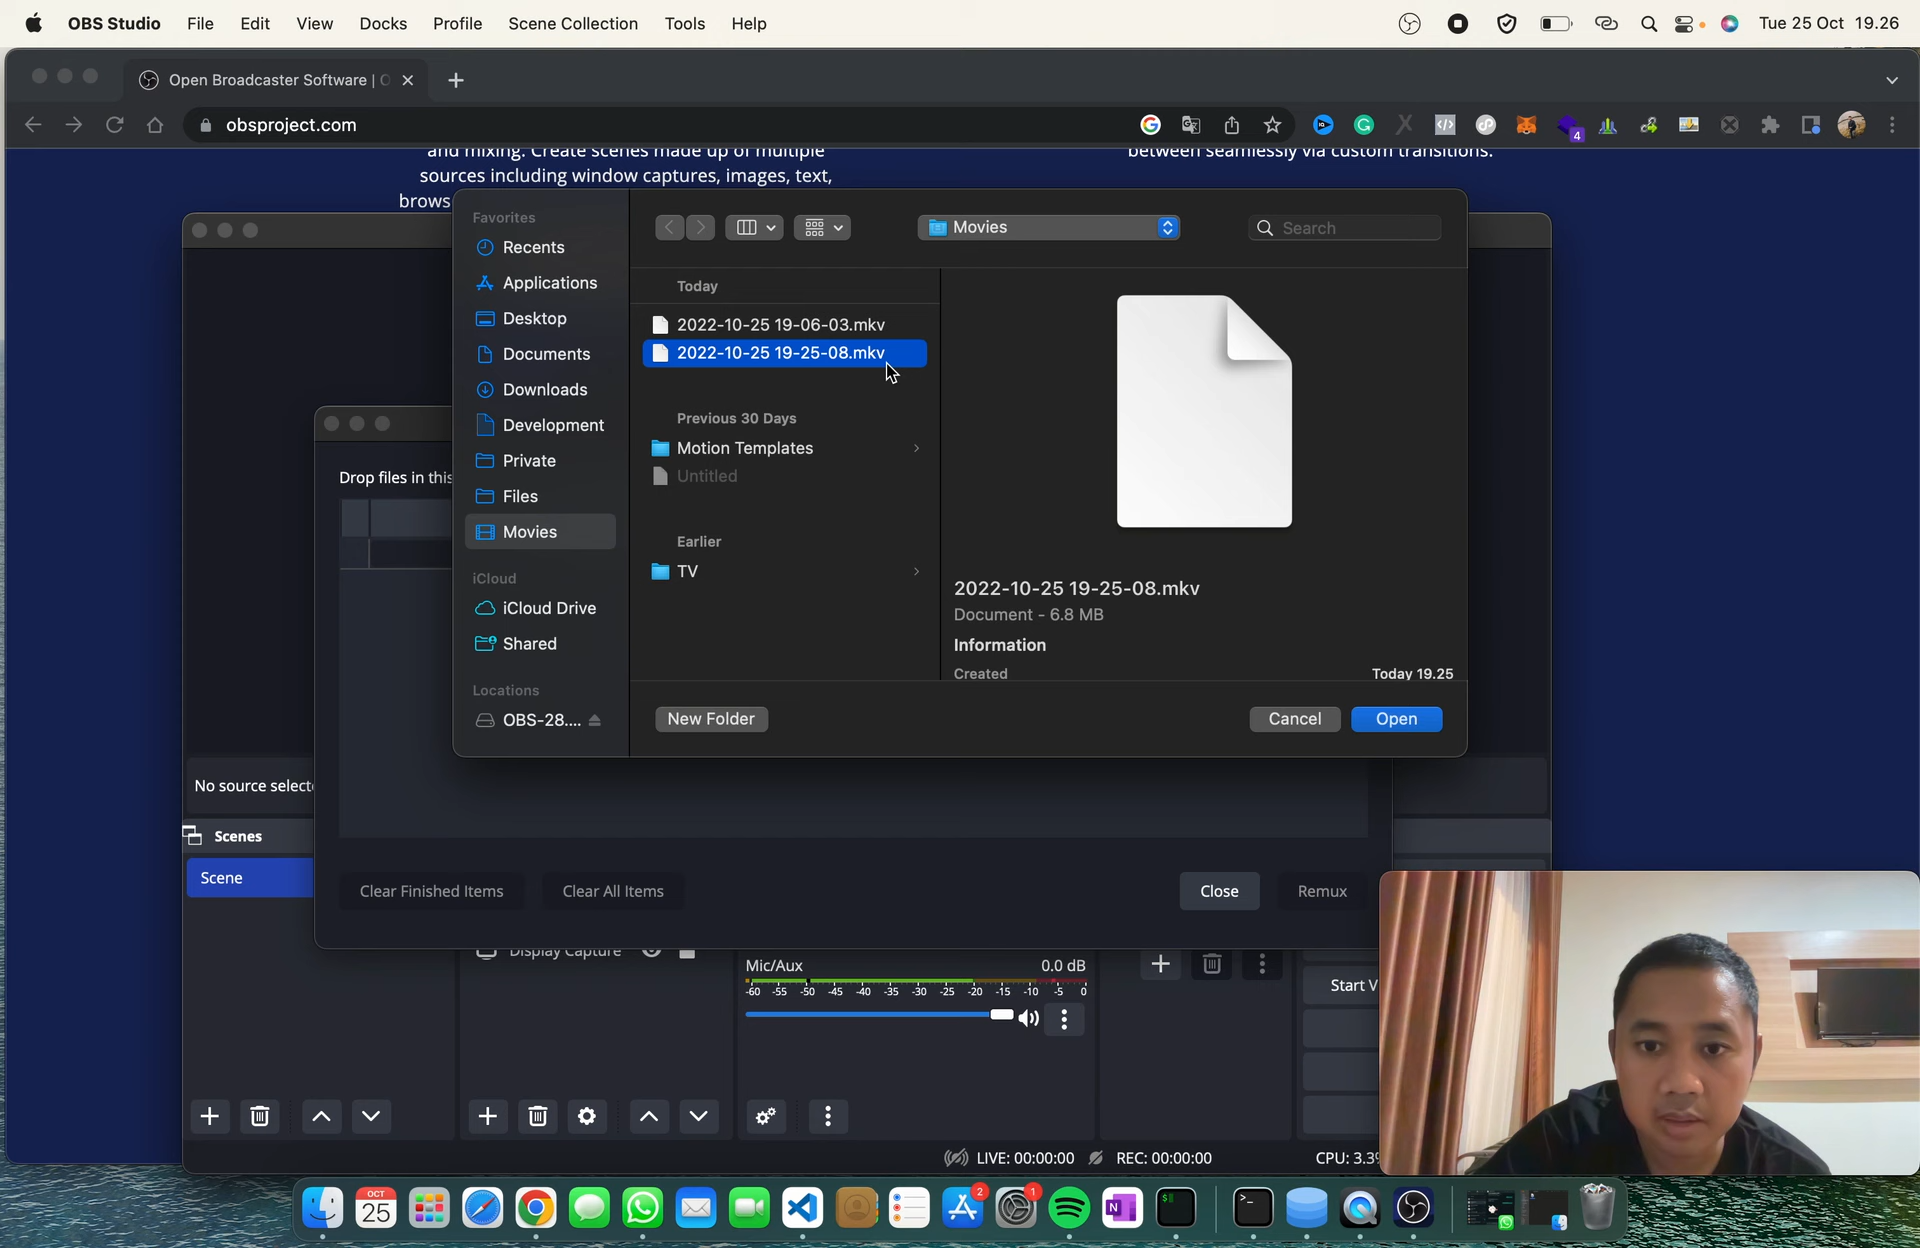 OBS Studio File Edit View Docks Profile Scene Collection Tools Help Tue 25 Oct 19.26
Open Broadcaster Software | O
obsproject.com
4
and mixing. Create scenes made up of multiple
sources including window captures, images, text,
brows
between seamlessly via custom transitions.
Favorites
Recents
Applications
Desktop
Documents
Downloads
Development
Private
Files
Movies
iCloud
iCloud Drive
Shared
Locations
OBS-28....
Movies
Search
Today
2022-10-25 19-06-03.mkv
2022-10-25 19-25-08.mkv
Previous 30 Days
Motion Templates
Untitled
Earlier
TV
2022-10-25 19-25-08.mkv
Document - 6.8 MB
Information
Created Today 19.25
New Folder Cancel Open
Drop files in this
No source selecte
Scenes
Scene
Clear Finished Items Clear All Items Close Remux
Display Capture
Mic/Aux 0.0 dB
-60 -55 -50 -45 -40 -35 -30 -25 -20 -15 -10 -5 0
Start V
LIVE: 00:00:00 REC: 00:00:00 CPU: 3.3%
OCT
25
2
1